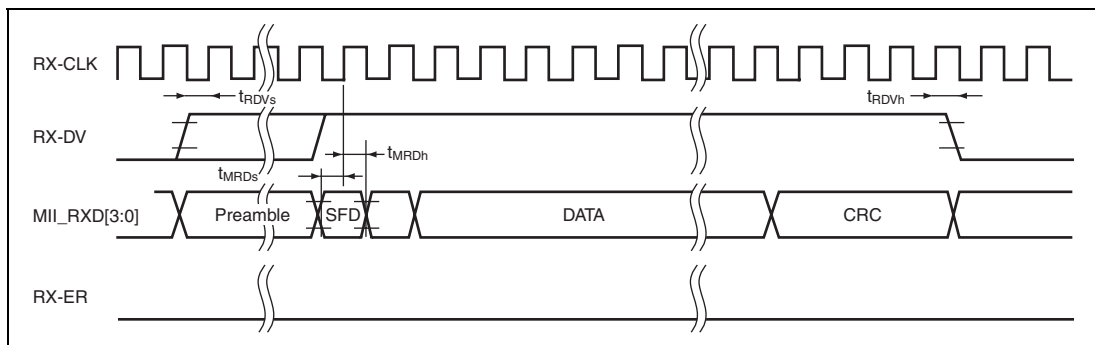 RX-CLK
tRDVs
tRDVh
RX-DV
tMRDh
tMRDs
MII_RXD[3:0]
Preamble
SFD
DATA
CRC
RX-ER